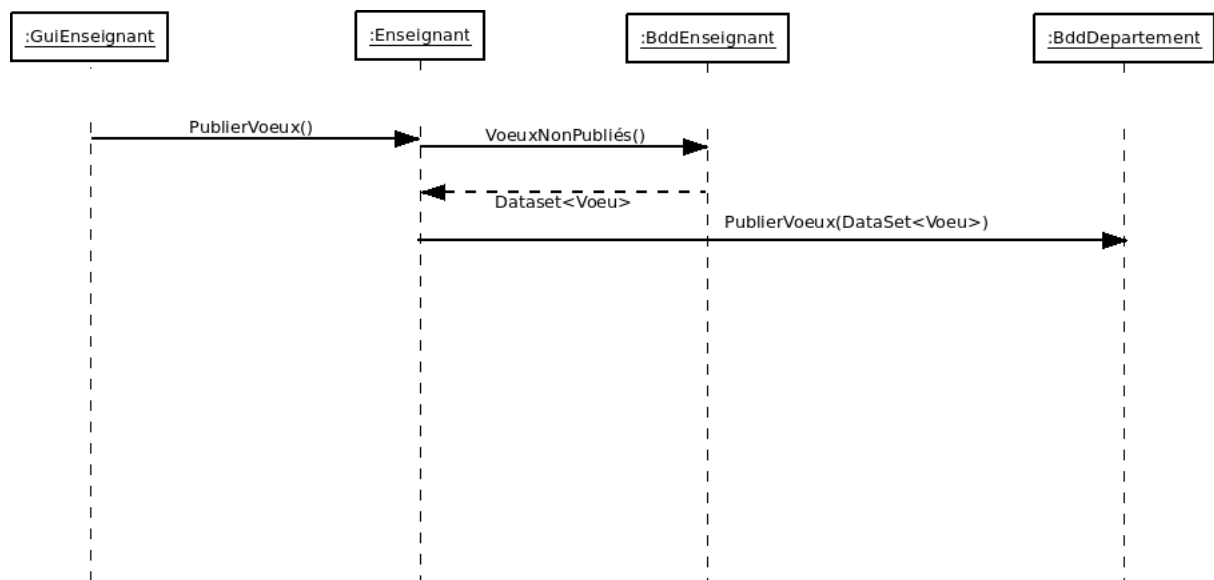 :GuiEnseignant
:Enseignant
:BddEnseignant
:BddDepartement
PublierVoeux()
VoeuxNonPubliés()
Dataset<Voeu>
PublierVoeux(DataSet<Voeu>)